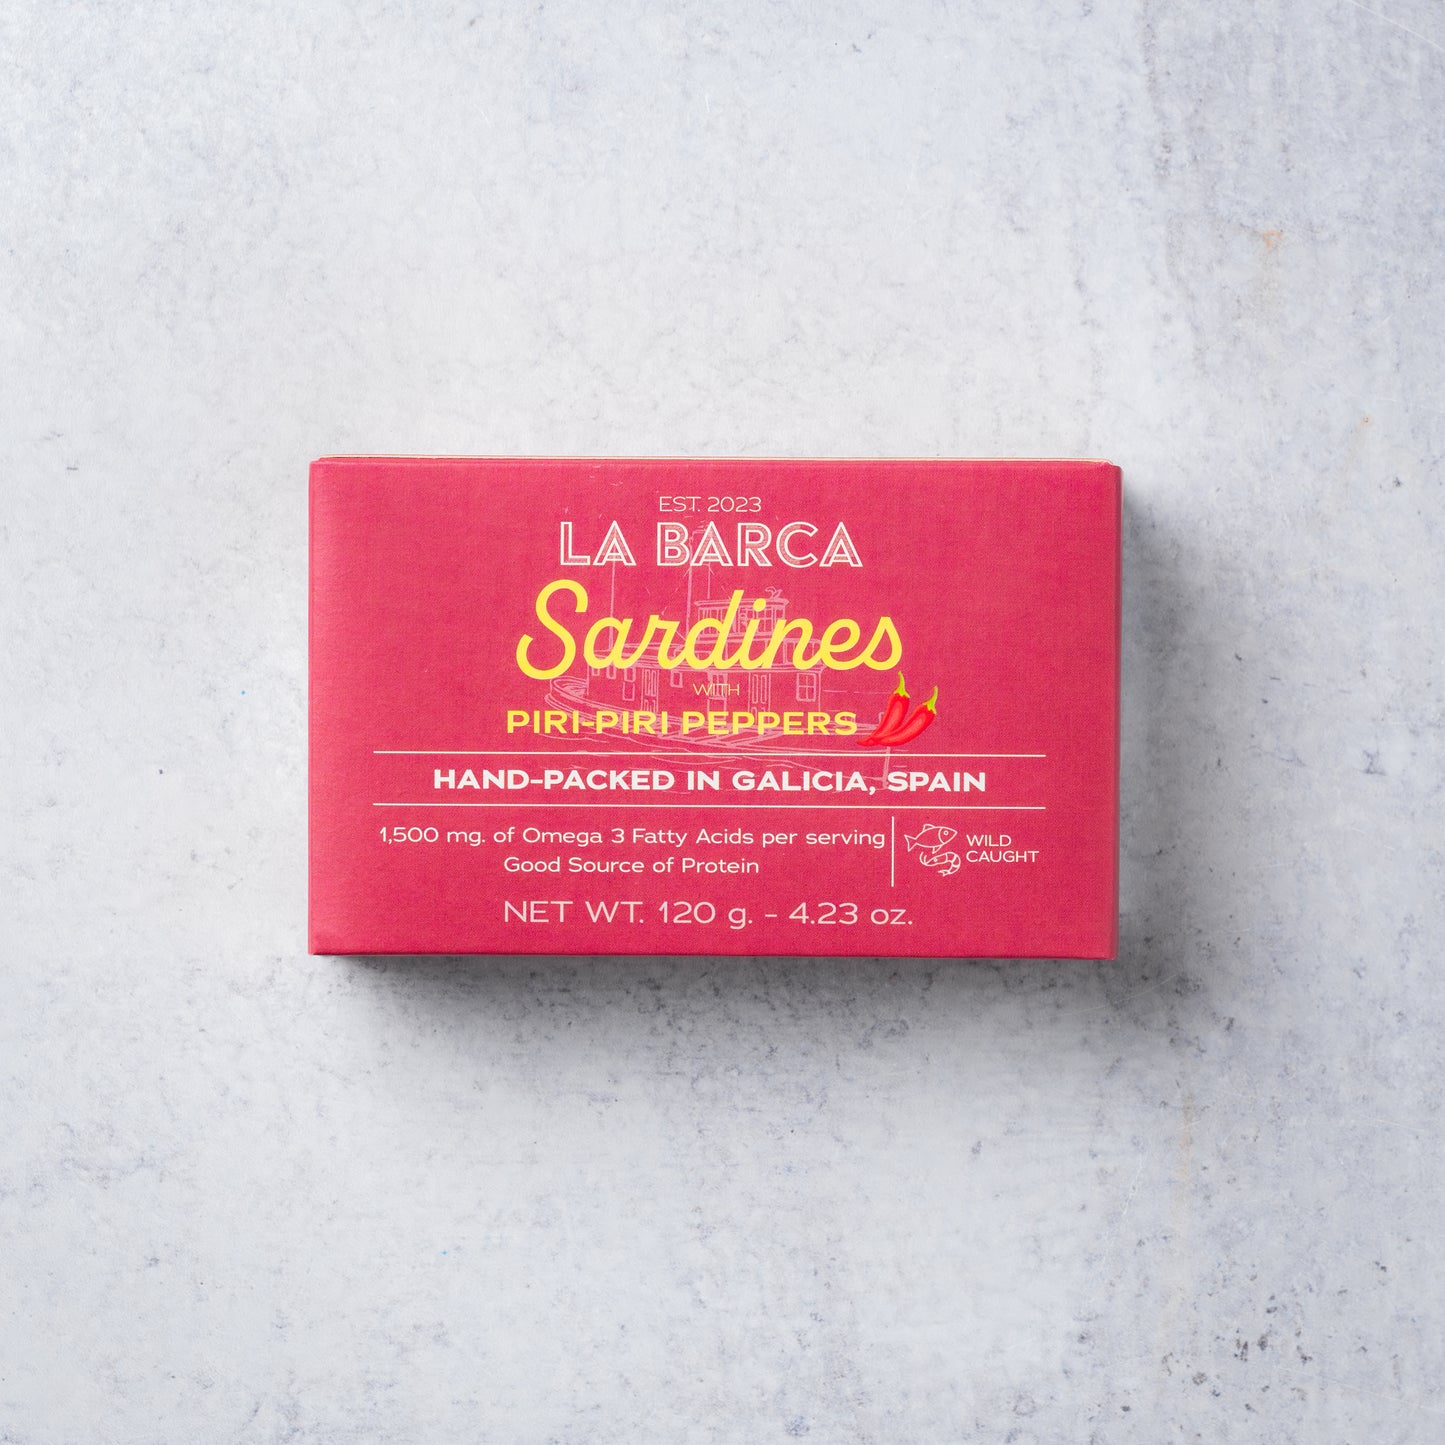 EST. 2023
LA BARCA
Sardines
WITH
PIRI-PIRI PEPPERS
HAND-PACKED IN GALICIA, SPAIN
1,500 mg. of Omega 3 Fatty Acids per serving
Good Source of Protein
WILD
CAUGHT
NET WT. 120 g. - 4.23 oz.